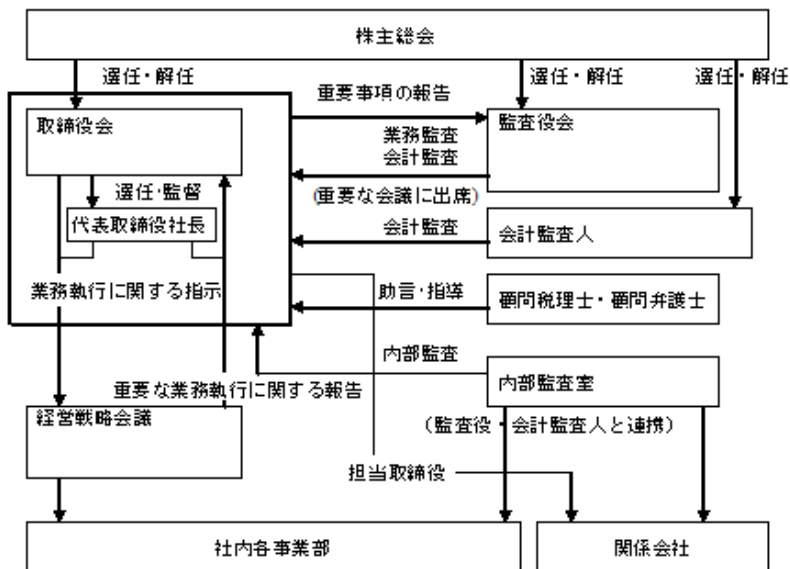 株主総会
選任・解任
選任・解任
選任・解任
重要事項の報告
取締役会
監査役会
業務監査
会計監査
選任・監督
(重要な会議に出席)
代表取締役社長
会計監査
会計監査人
業務執行に関する指示
助言・指導
顧問税理士・顧問弁護士
内部監査
内部監査室
重要な業務執行に関する報告
経営戦略会議
（監査役・会計監査人と連携）
担当取締役
社内各事業部
関係会社